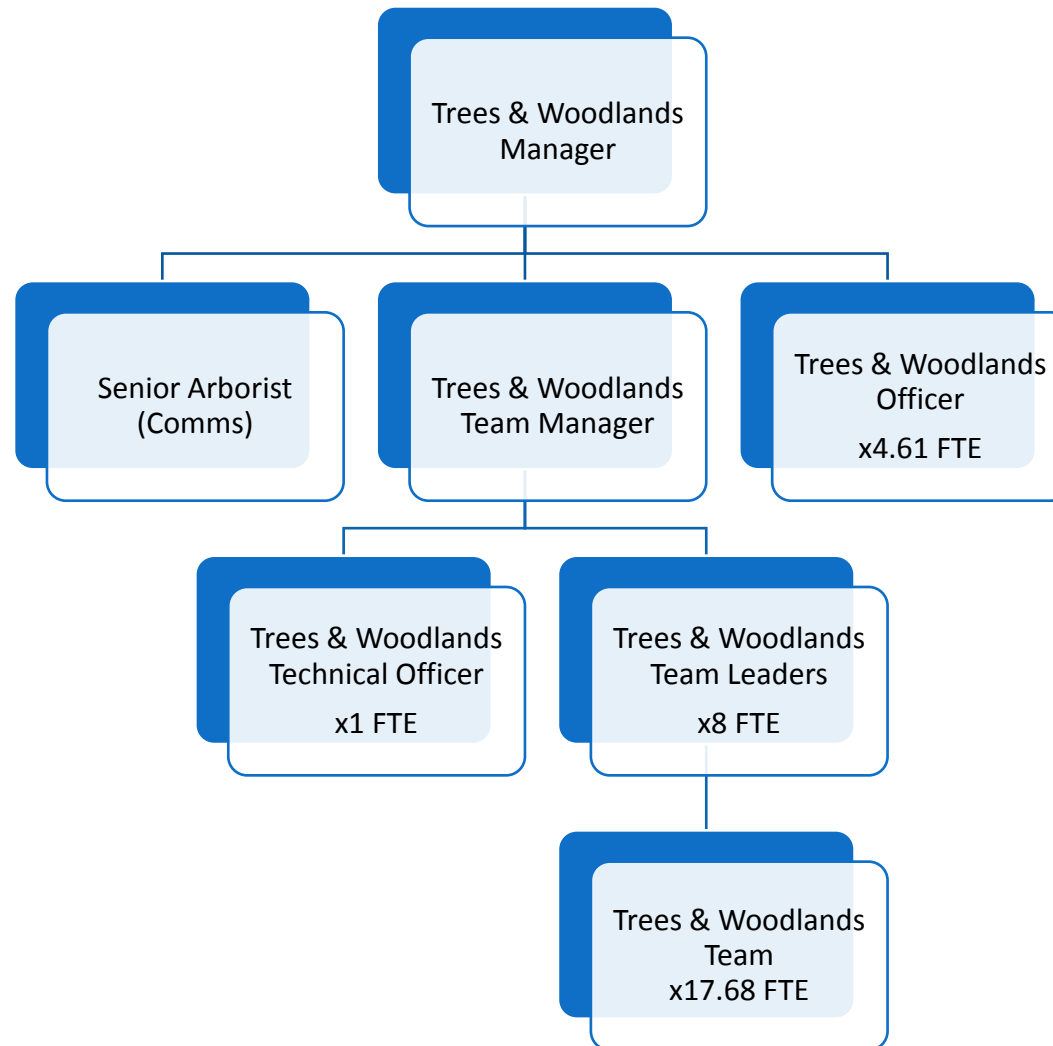 Trees & Woodlands
Manager
Senior Arborist
(Comms)
Trees & Woodlands
Team Manager
Trees & Woodlands
Officer
x4.61 FTE
Trees & Woodlands
Technical Officer
x1 FTE
Trees & Woodlands
Team Leaders
x8 FTE
Trees & Woodlands
Team
x17.68 FTE